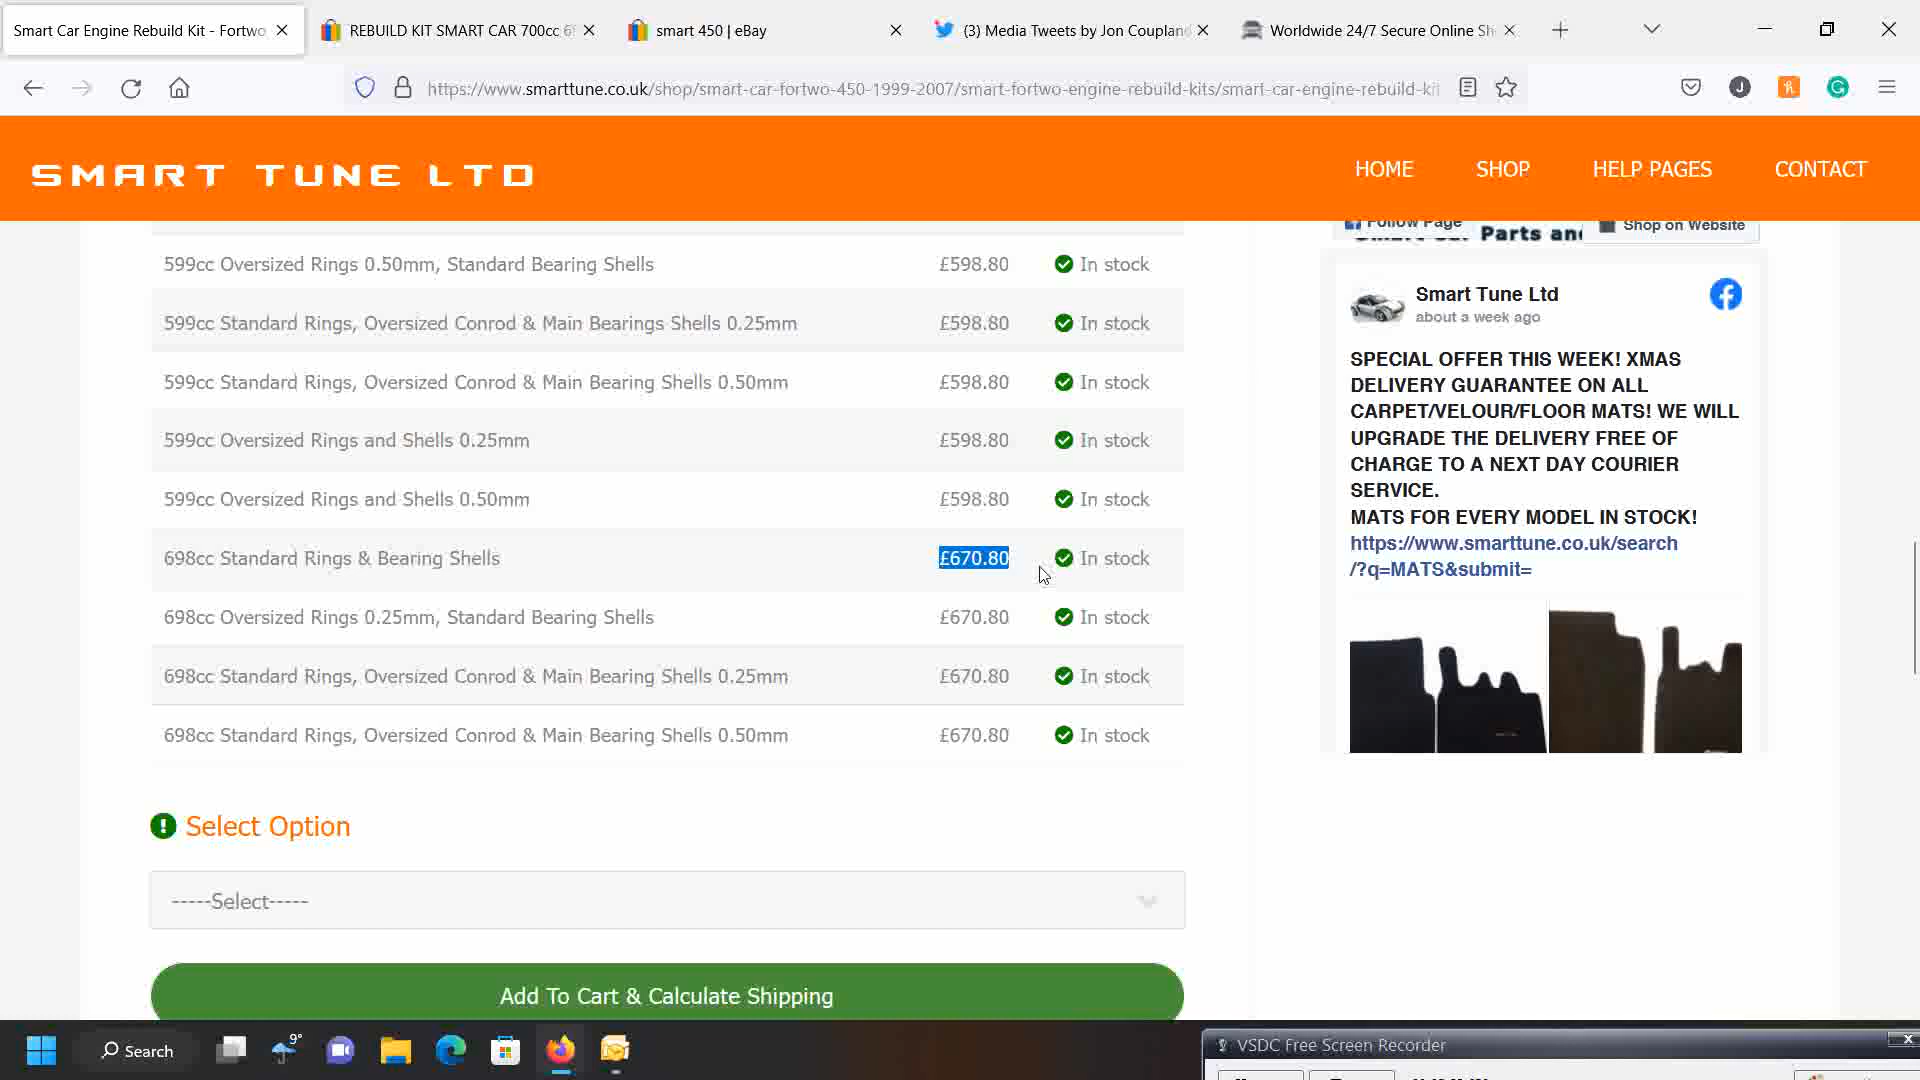 Smart Car Engine Rebuild Kit - Fortwo
REBUILD KIT SMART CAR 700cc 6
smart 450 | eBay
(3) Media Tweets by Jon Coupland
Worldwide 24/7 Secure Online Sh
https://www.smarttune.co.uk/shop/smart-car-fortwo-450-1999-2007/smart-fortwo-engine-rebuild-kits/smart-car-engine-rebuild-kit
J
SMART TUNE LTD
HOME
SHOP
HELP PAGES
CONTACT
Follow Page
Shop on Website
Smart Car Parts and
599cc Oversized Rings 0.50mm, Standard Bearing Shells £598.80 In stock
599cc Standard Rings, Oversized Conrod & Main Bearings Shells 0.25mm £598.80 In stock
599cc Standard Rings, Oversized Conrod & Main Bearing Shells 0.50mm £598.80 In stock
599cc Oversized Rings and Shells 0.25mm £598.80 In stock
599cc Oversized Rings and Shells 0.50mm £598.80 In stock
698cc Standard Rings & Bearing Shells £670.80 In stock
698cc Oversized Rings 0.25mm, Standard Bearing Shells £670.80 In stock
698cc Standard Rings, Oversized Conrod & Main Bearing Shells 0.25mm £670.80 In stock
698cc Standard Rings, Oversized Conrod & Main Bearing Shells 0.50mm £670.80 In stock
Smart Tune Ltd
about a week ago
SPECIAL OFFER THIS WEEK! XMAS
DELIVERY GUARANTEE ON ALL
CARPET/VELOUR/FLOOR MATS! WE WILL
UPGRADE THE DELIVERY FREE OF
CHARGE TO A NEXT DAY COURIER
SERVICE.
MATS FOR EVERY MODEL IN STOCK!
https://www.smarttune.co.uk/search
/?q=MATS&submit=
Select Option
-----Select-----
Add To Cart & Calculate Shipping
Search
9°
VSDC Free Screen Recorder